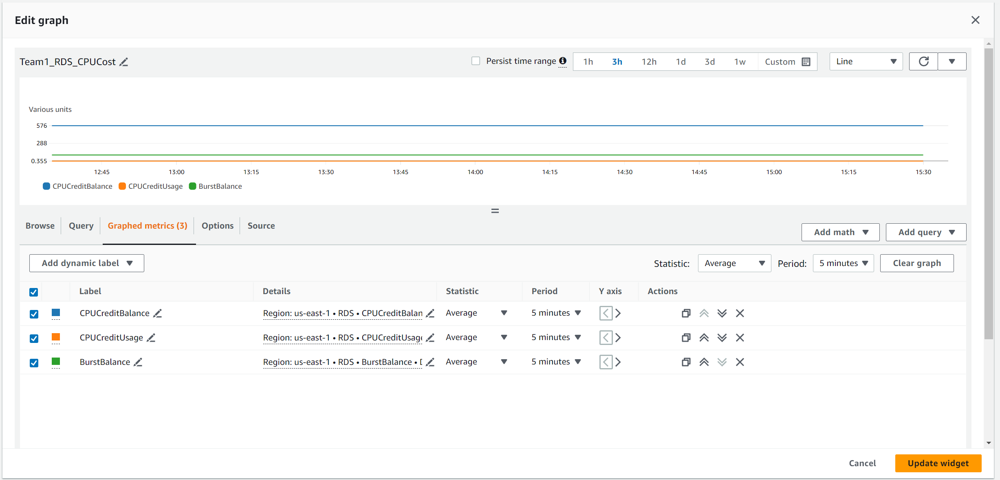 Edit graph
Team1_RDS_CPUCost
Persist time range
1h 3h 12h 1d 3d 1w Custom
Line
Various units
576
288
0.355
12:45 13:00 13:15 13:30 13:45 14:00 14:15 14:30 14:45 15:00 15:15 15:30
CPUCreditBalance CPUCreditUsage BurstBalance
Browse Query Graphed metrics (3) Options Source
Add math Add query
Add dynamic label
Statistic: Average Period: 5 minutes Clear graph
Label Details Statistic Period Y axis Actions
CPUCreditBalance Region: us-east-1 • RDS • CPUCreditBalan Average 5 minutes
CPUCreditUsage Region: us-east-1 • RDS • CPUCreditUsage Average 5 minutes
BurstBalance Region: us-east-1 • RDS • BurstBalance • Average 5 minutes
Cancel Update widget